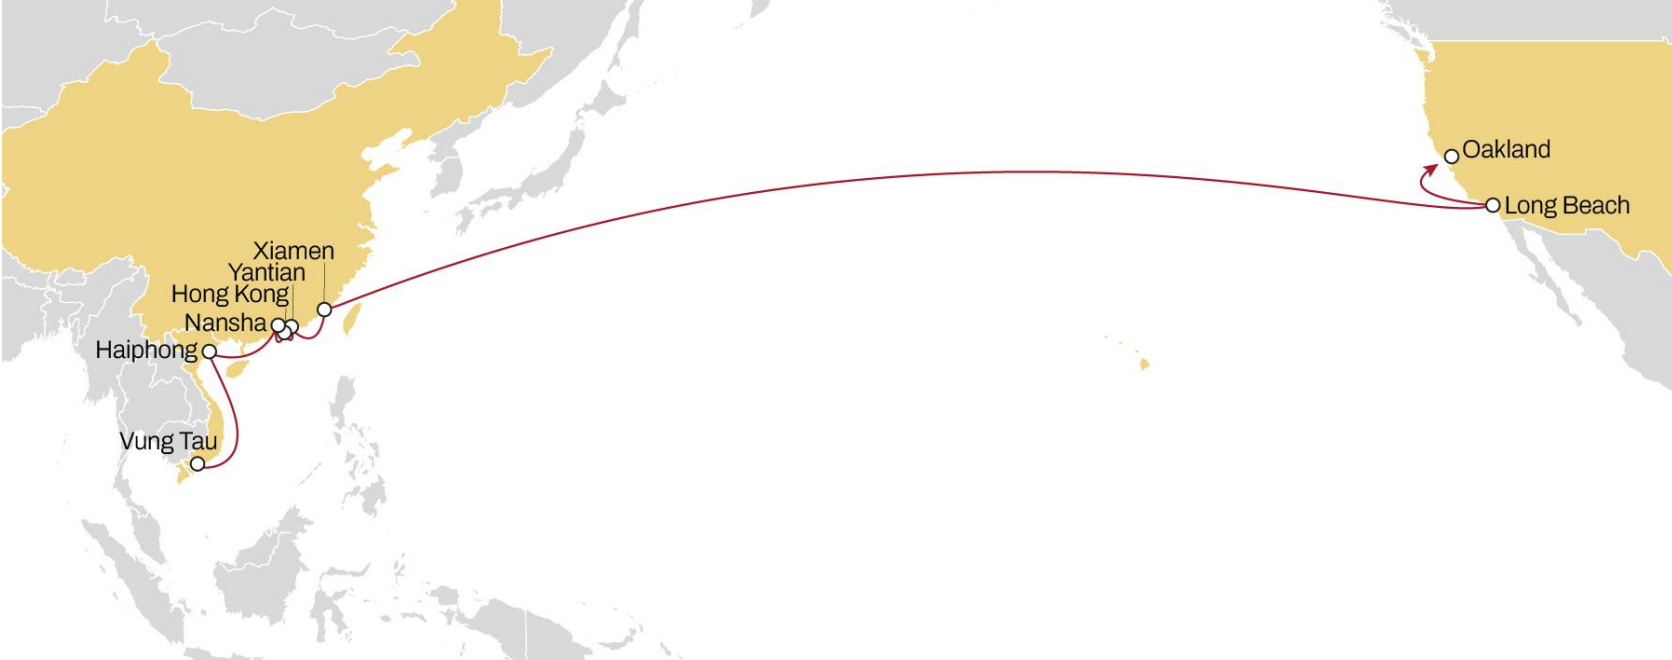 Oakland
Long Beach
Xiamen
Yantian
Hong Kong
Nansha
Haiphong
Vung Tau